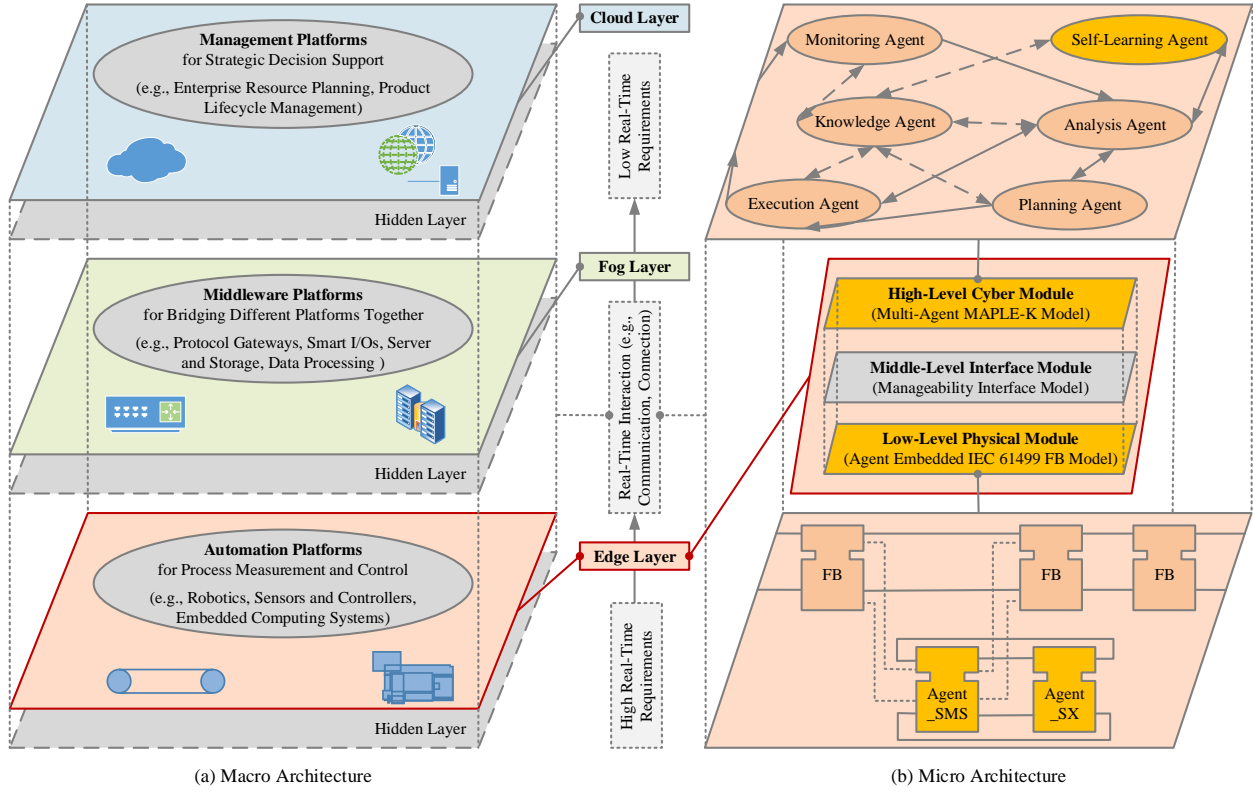 Management Platforms
for Strategic Decision Support
(e.g., Enterprise Resource Planning, Product
Lifecycle Management)
Hidden Layer
Middleware Platforms
for Bridging Different Platforms Together
(e.g., Protocol Gateways, Smart I/Os, Server
and Storage, Data Processing )
Hidden Layer
Automation Platforms
for Process Measurement and Control
(e.g., Robotics, Sensors and Controllers,
Embedded Computing Systems)
Hidden Layer
(a) Macro Architecture
Cloud Layer
Low Real-Time
Requirements
Fog Layer
Real-Time Interaction (e.g.,
Communication, Connection)
Edge Layer
High Real-Time
Requirements
Monitoring Agent
Self-Learning Agent
Knowledge Agent
Analysis Agent
Execution Agent
Planning Agent
High-Level Cyber Module
(Multi-Agent MAPLE-K Model)
Middle-Level Interface Module
(Manageability Interface Model)
Low-Level Physical Module
(Agent Embedded IEC 61499 FB Model)
FB
FB
FB
Agent
_SMS
Agent
_SX
(b) Micro Architecture